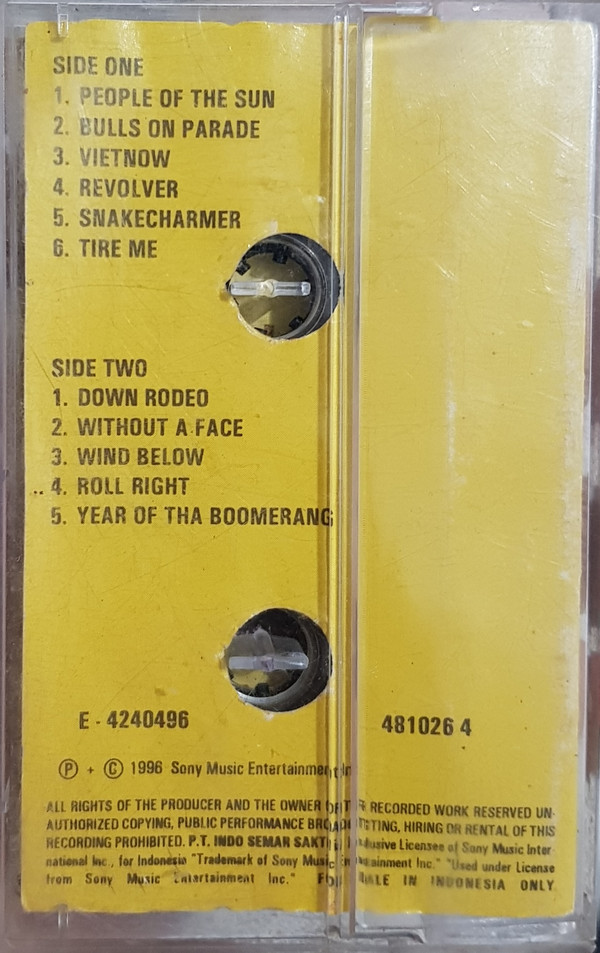 SIDE ONE
1. PEOPLE OF THE SUN
2. BULLS ON PARADE
3. VIETNOW
4. REVOLVER
5. SNAKECHARMER
6. TIRE ME
SIDE TWO
1. DOWN RODEO
2. WITHOUT A FACE
3. WIND BELOW
4. ROLL RIGHT
5. YEAR OF THA BOOMERANG
E - 4240496
481026 4
Ⓟ + Ⓒ 1996 Sony Music Entertainment
ALL RIGHTS OF THE PRODUCER AND THE OWNER RECORDED WORK RESERVED UN-
AUTHORIZED COPYING, PUBLIC PERFORMANCE HIRING OR RENTAL OF THIS
RECORDING PROHIBITED. P.T. INDO SEMAR SAKTI Licensee of Sony Music Inter-
national Inc., for Indonesia "Trademark of Sony Music Inc." "Used under License
from Sony Music Entertainment Inc." IN INDONESIA ONLY